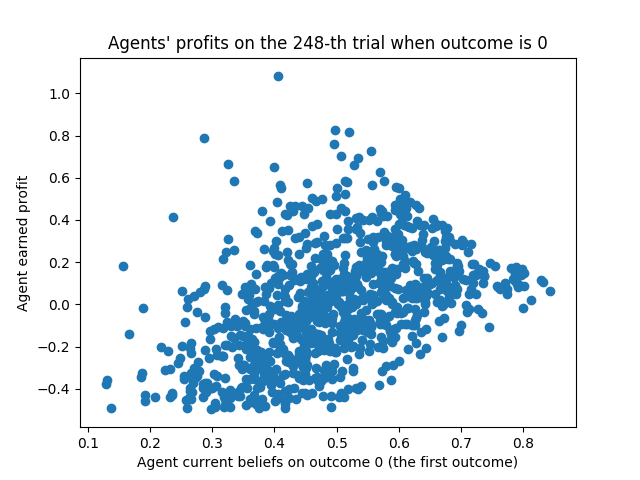 Agents' profits on the 248-th trial when outcome is 0
Agent earned profit
1.0
0.8
0.6
0.4
0.2
0.0
−0.2
−0.4
0.1 0.2 0.3 0.4 0.5 0.6 0.7 0.8
Agent current beliefs on outcome 0 (the first outcome)